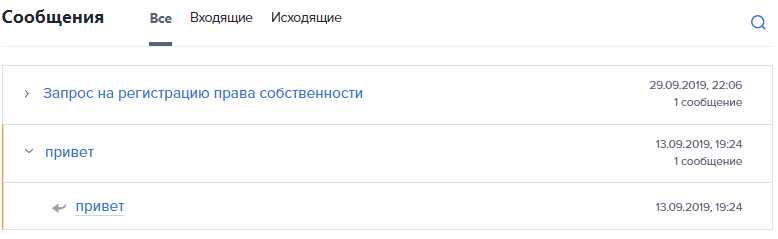 Сообщения Все Входящие Исходящие
Запрос на регистрацию права собственности 29.09.2019, 22:06
1 сообщение
привет 13.09.2019, 19:24
1 сообщение
привет 13.09.2019, 19:24